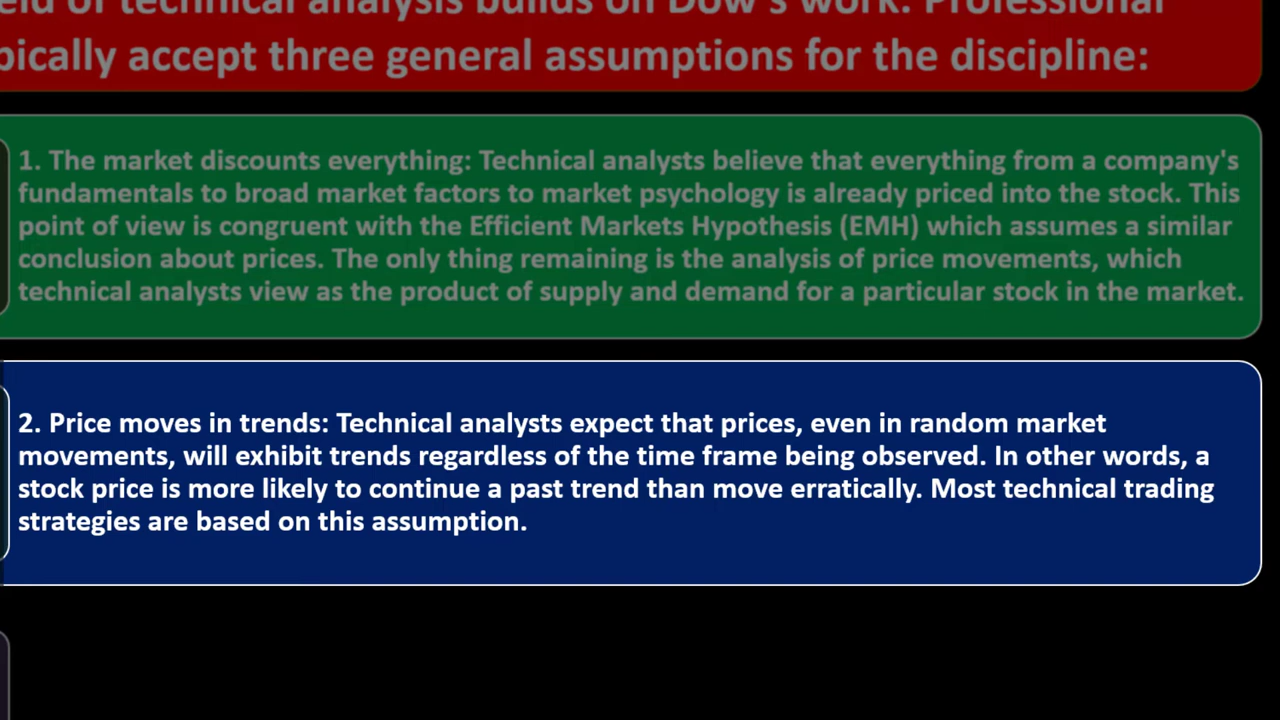 of technical analysis builds on Dow's work. Professional
accept three general assumptions for the discipline:
1. The market discounts everything: Technical analysts believe that everything from a company's
fundamentals to broad market factors to market psychology is already priced into the stock. This
point of view is congruent with the Efficient Markets Hypothesis (EMH) which assumes a similar
conclusion about prices. The only thing remaining is the analysis of price movements, which
technical analysts view as the product of supply and demand for a particular stock in the market.
2. Price moves in trends: Technical analysts expect that prices, even in random market
movements, will exhibit trends regardless of the time frame being observed. In other words, a
stock price is more likely to continue a past trend than move erratically. Most technical trading
strategies are based on this assumption.